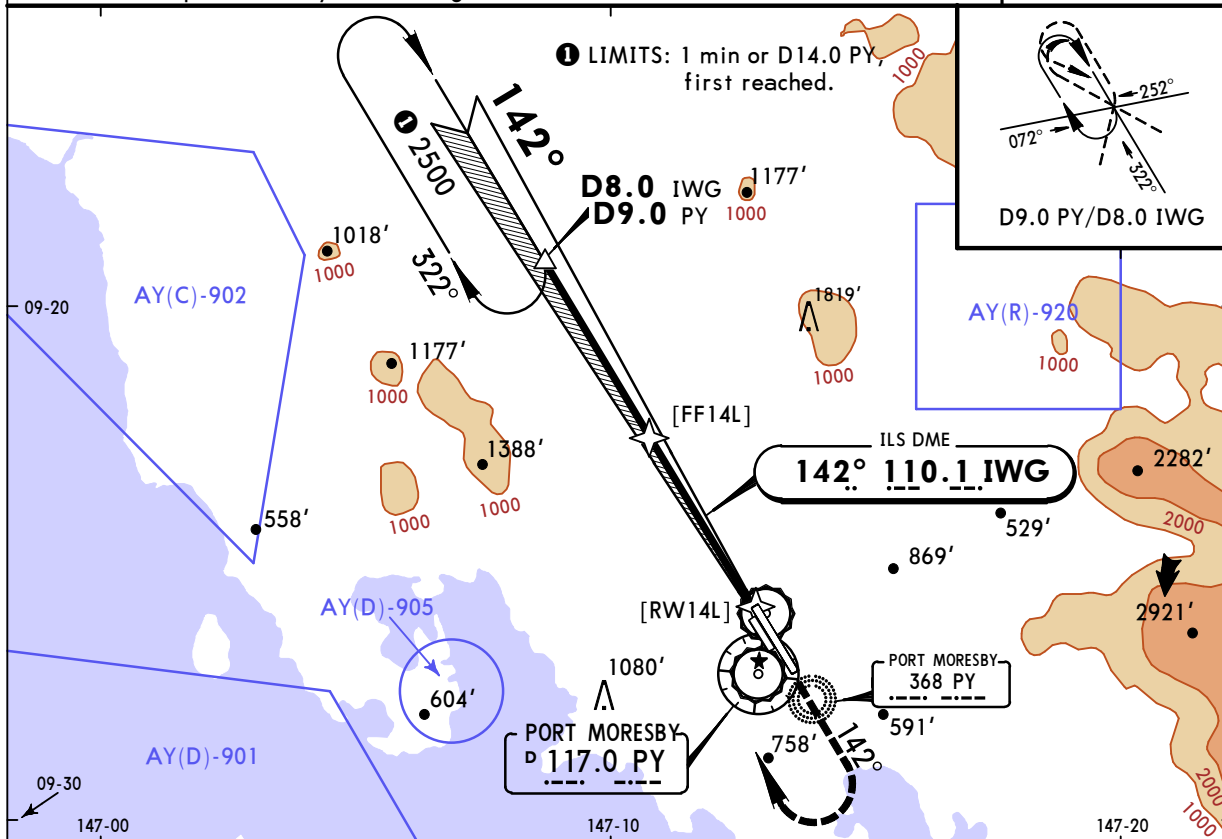 ❶ LIMITS: 1 min or D14.0 PY,
first reached.
1000
142°
❶ 2500
322°
D8.0 IWG
D9.0 PY
1177'
1000
252°
072°
322°
D9.0 PY/D8.0 IWG
1018'
1000
AY(C)-902
09-20
1819'
1000
AY(R)-920
1000
1177'
1000
[FF14L]
1388'
1000
1000
ILS DME
142° 110.1 IWG
2282'
2000
558'
529'
869'
AY(D)-905
[RW14L]
2921'
604'
1080'
PORT MORESBY
368 PY
591'
PORT MORESBY
D 117.0 PY
758'
142°
AY(D)-901
09-30
2000
1000
147-00
147-10
147-20